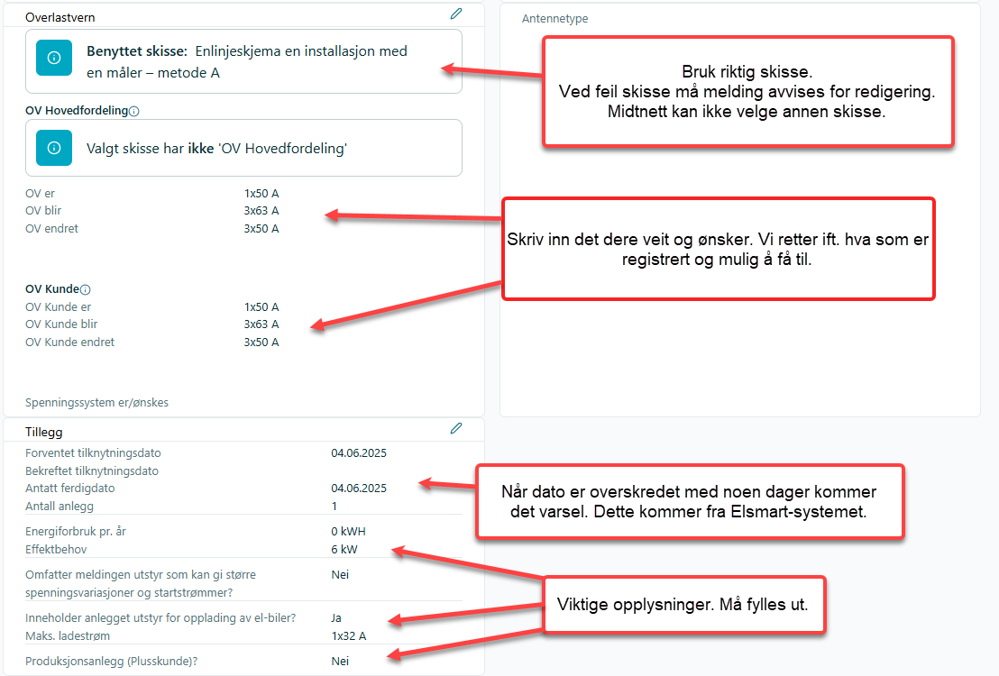 Overlastvern
Benyttet skisse: Enlinjeskjema en installasjon med
en måler – metode A
OV Hovedfordeling
Valgt skisse har ikke 'OV Hovedfordeling'
OV er 1x50 A
OV blir 3x63 A
OV endret 3x50 A
OV Kunde
OV Kunde er 1x50 A
OV Kunde blir 3x63 A
OV Kunde endret 3x50 A
Spenningssystem er/ønskes
Antennetype
Bruk riktig skisse.
Ved feil skisse må melding avvises for redigering.
Midtnett kan ikke velge annen skisse.
Skriv inn det dere veit og ønsker. Vi retter ift. hva som er
registrert og mulig å få til.
Tillegg
Forventet tilknytningsdato 04.06.2025
Bekreftet tilknytningsdato
Antatt ferdigdato 04.06.2025
Antall anlegg 1
Energiforbruk pr. år 0 kWH
Effektbehov 6 kW
Omfatter meldingen utstyr som kan gi større Nei
spenningsvariasjoner og startstrømmer?
Inneholder anlegget utstyr for opplading av el-biler? Ja
Maks. ladestrøm 1x32 A
Produksjonsanlegg (Plusskunde)? Nei
Når dato er overskredet med noen dager kommer
det varsel. Dette kommer fra Elsmart-systemet.
Viktige opplysninger. Må fylles ut.